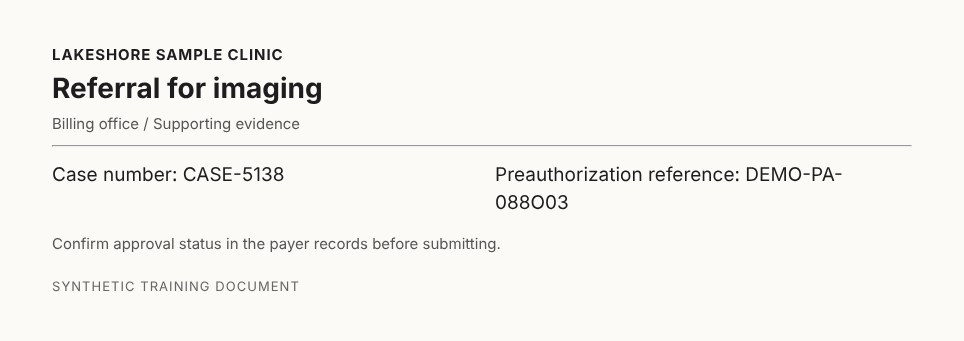 LAKESHORE SAMPLE CLINIC
Referral for imaging
Billing office / Supporting evidence
Case number: CASE-5138
Preauthorization reference: DEMO-PA-
088O03
Confirm approval status in the payer records before submitting.
SYNTHETIC TRAINING DOCUMENT